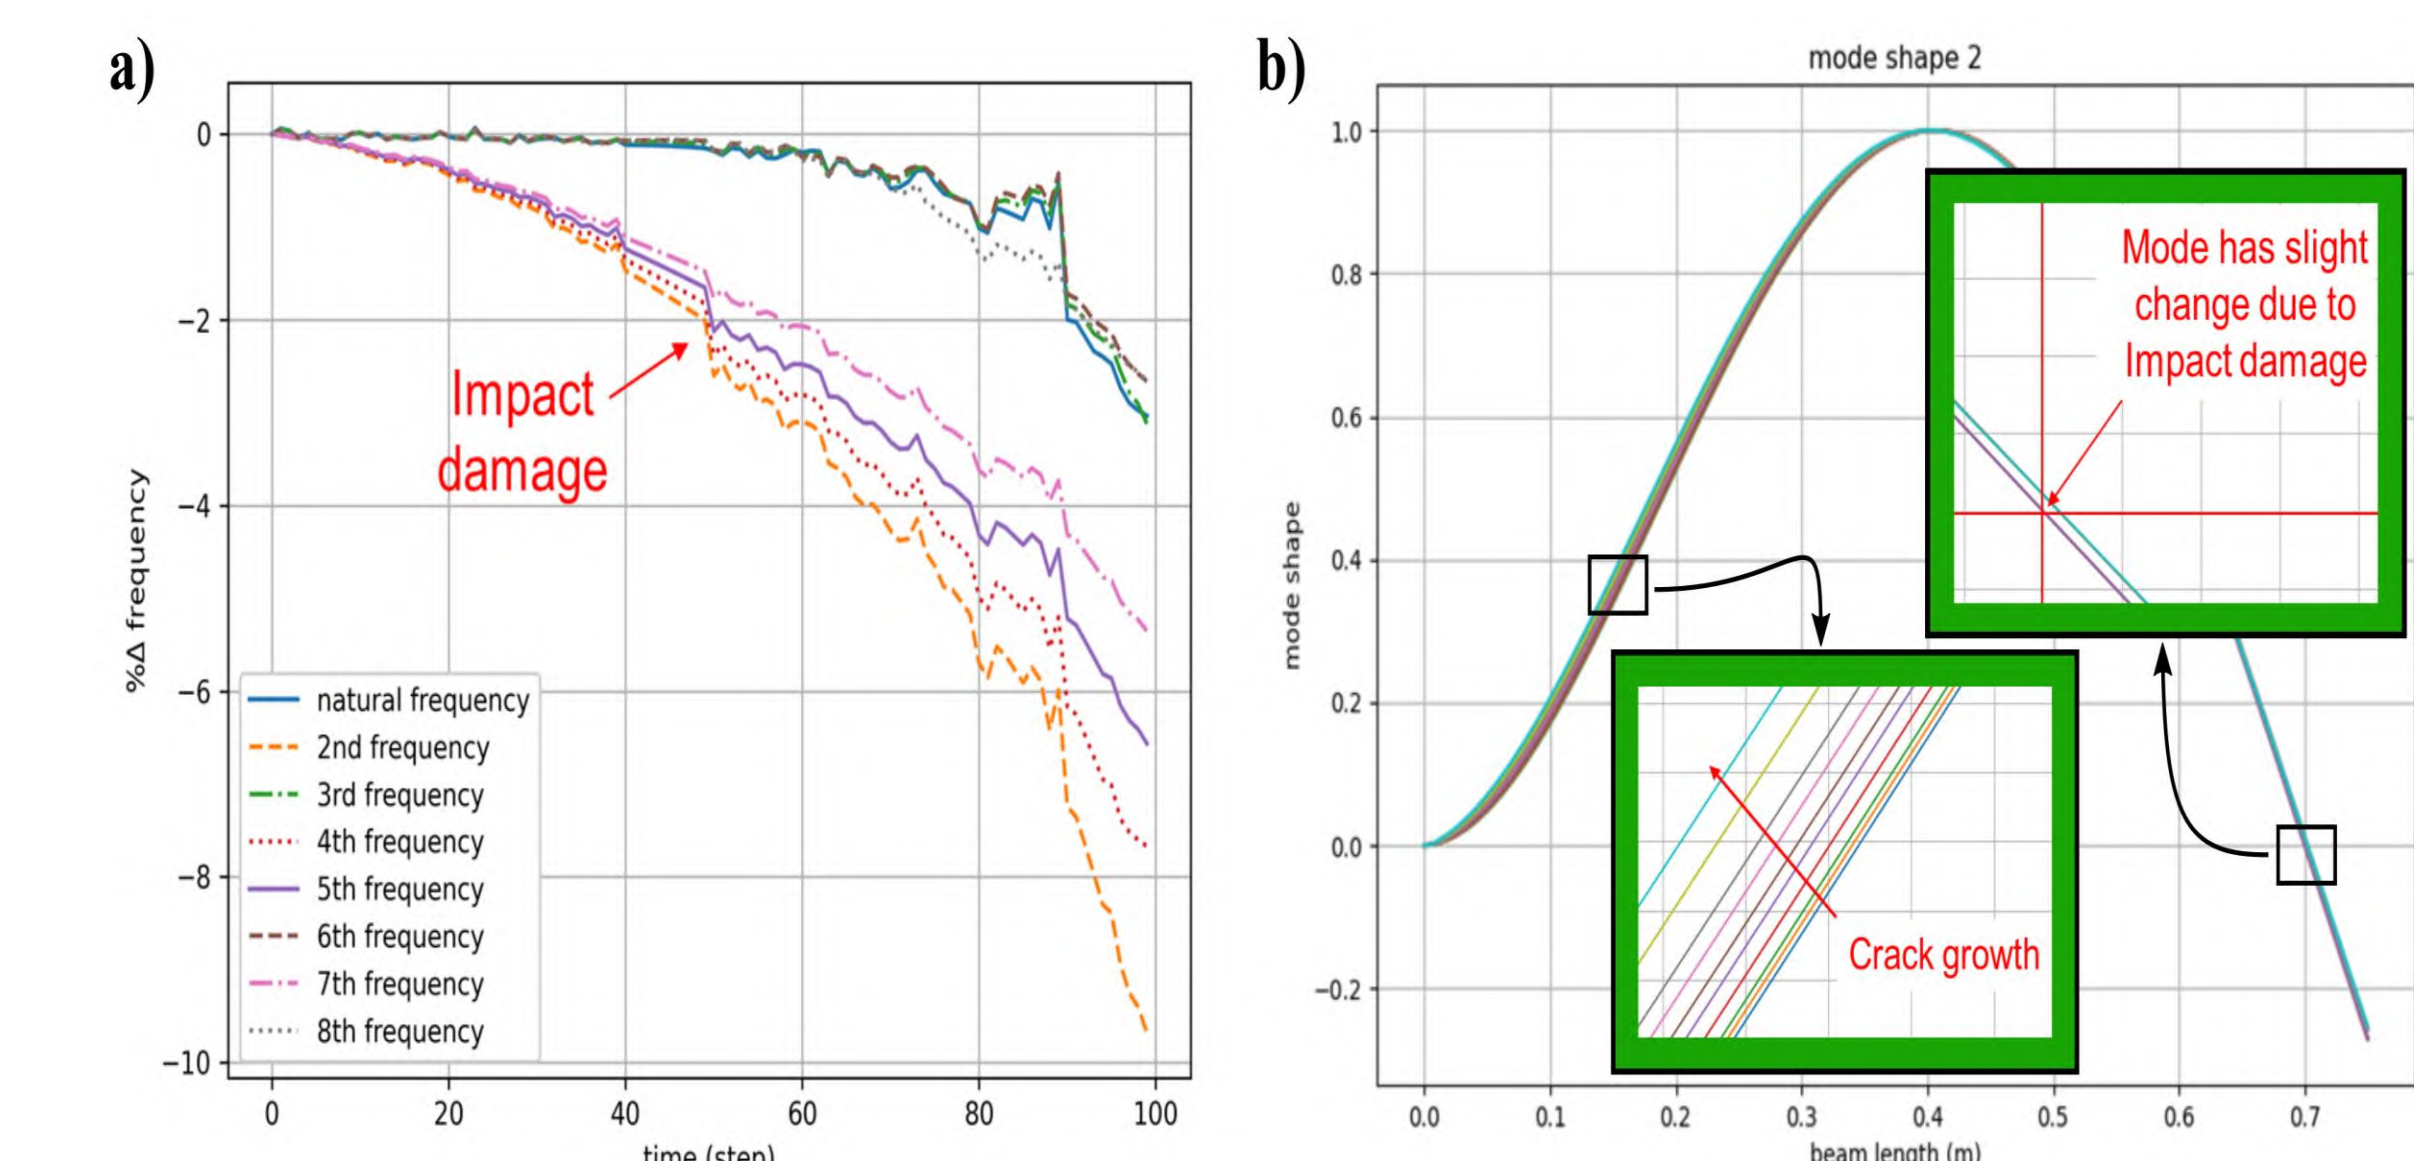 a)
0
−2
−4
−6
−8
−10
%Δ frequency
Impact
damage
natural frequency
2nd frequency
3rd frequency
4th frequency
5th frequency
6th frequency
7th frequency
8th frequency
0 20 40 60 80 100
time (step)
b)
mode shape 2
1.0
0.8
0.6
0.4
0.2
0.0
−0.2
mode shape
Mode has slight
change due to
Impact damage
Crack growth
0.0 0.1 0.2 0.3 0.4 0.5 0.6 0.7
beam length (m)